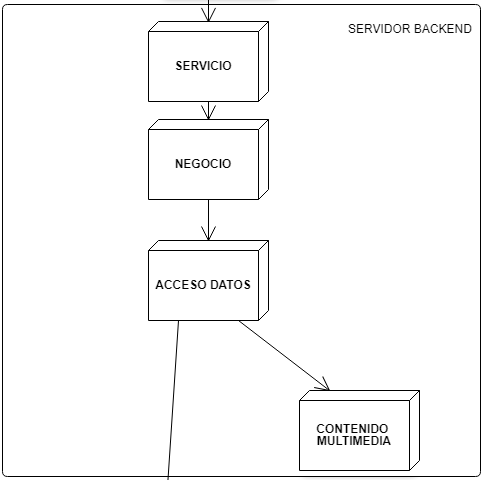 SERVIDOR BACKEND
SERVICIO
NEGOCIO
ACCESO DATOS
CONTENIDO
MULTIMEDIA